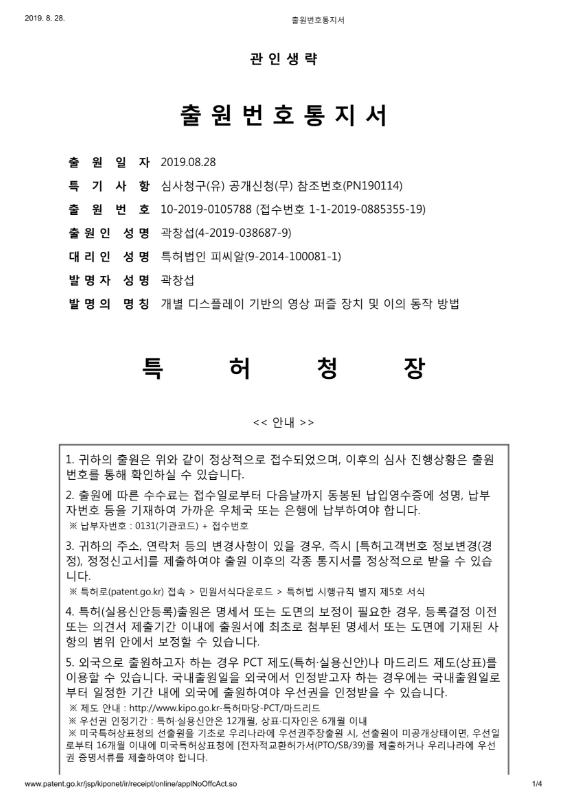 2019. 8. 28.
출원번호통지서
관 인 생 략
출 원 번 호 통 지 서
출 원 일 자 2019.08.28
특 기 사 항 심사청구(유) 공개신청(무) 참조번호(PN190114)
출 원 번 호 10-2019-0105788 (접수번호 1-1-2019-0885355-19)
출 원 인 성 명 곽창섭(4-2019-038687-9)
대 리 인 성 명 특허법인 피씨알(9-2014-100081-1)
발 명 자 성 명 곽창섭
발 명 의 명 칭 개별 디스플레이 기반의 영상 퍼즐 장치 및 이의 동작 방법
특 허 청 장
<< 안내 >>
1. 귀하의 출원은 위와 같이 정상적으로 접수되었으며, 이후의 심사 진행상황은 출원
번호를 통해 확인하실 수 있습니다.
2. 출원에 따른 수수료는 접수일로부터 다음날까지 동봉된 납입영수증에 성명, 납부
자번호 등을 기재하여 가까운 우체국 또는 은행에 납부하여야 합니다.
※ 납부자번호 : 0131(기관코드) + 접수번호
3. 귀하의 주소, 연락처 등의 변경사항이 있을 경우, 즉시 [특허고객번호 정보변경(경
정), 정정신고서]를 제출하여야 출원 이후의 각종 통지서를 정상적으로 받을 수 있습
니다.
※ 특허로(patent.go.kr) 접속 > 민원서식다운로드 > 특허법 시행규칙 별지 제5호 서식
4. 특허(실용신안등록)출원은 명세서 또는 도면의 보정이 필요한 경우, 등록결정 이전
또는 의견서 제출기간 이내에 출원서에 최초로 첨부된 명세서 또는 도면에 기재된 사
항의 범위 안에서 보정할 수 있습니다.
5. 외국으로 출원하고자 하는 경우 PCT 제도(특허·실용신안)나 마드리드 제도(상표)를
이용할 수 있습니다. 국내출원일을 외국에서 인정받고자 하는 경우에는 국내출원일로
부터 일정한 기간 내에 외국에 출원하여야 우선권을 인정받을 수 있습니다.
※ 제도 안내 : http://www.kipo.go.kr-특허마당-PCT/마드리드
※ 우선권 인정기간 : 특허·실용신안은 12개월, 상표·디자인은 6개월 이내
※ 미국특허상표청의 선출원을 기초로 우리나라에 우선권주장출원 시, 선출원이 미공개상태이면, 우선일
로부터 16개월 이내에 미국특허상표청에 [전자적교환허가서(PTO/SB/39)를 제출하거나 우리나라에 우선
권 증명서류를 제출하여야 합니다.
www.patent.go.kr/jsp/kiponet/ir/receipt/online/applNoOffcAct.so
1/4